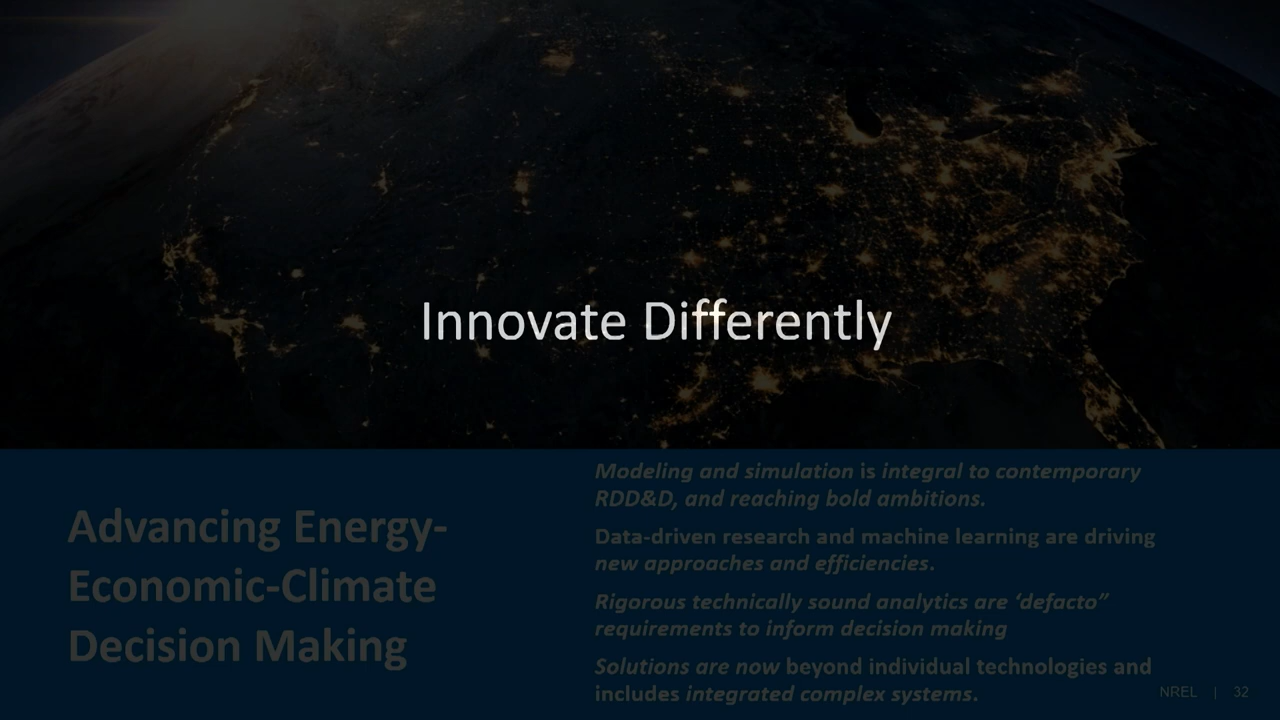 Innovate Differently
Advancing Energy-
Economic-Climate
Decision Making
Modeling and simulation is integral to contemporary
RDD&D, and reaching bold ambitions.
Data-driven research and machine learning are driving
new approaches and efficiencies.
Rigorous technically sound analytics are ‘defacto”
requirements to inform decision making
Solutions are now beyond individual technologies and
includes integrated complex systems.
NREL | 32